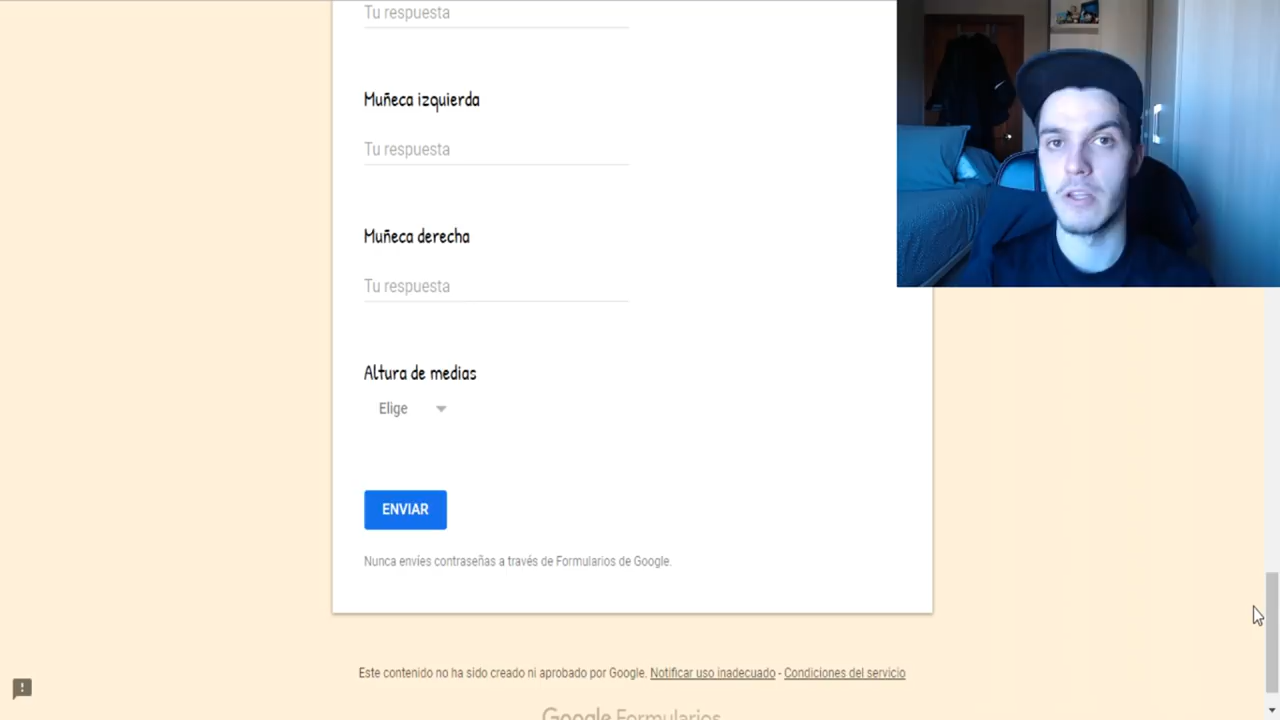 Tu respuesta
Muñeca izquierda
Tu respuesta
Muñeca derecha
Tu respuesta
Altura de medias
Elige
ENVIAR
Nunca envíes contraseñas a través de Formularios de Google.
Este contenido no ha sido creado ni aprobado por Google. Notificar uso inadecuado - Condiciones del servicio
Google Formularios